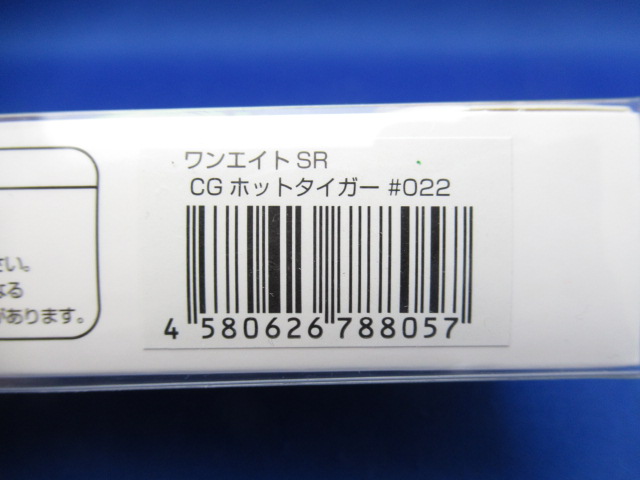 ワンエイト SR
CG ホットタイガー #022
4 580626 788057
さい。
なる
があります。